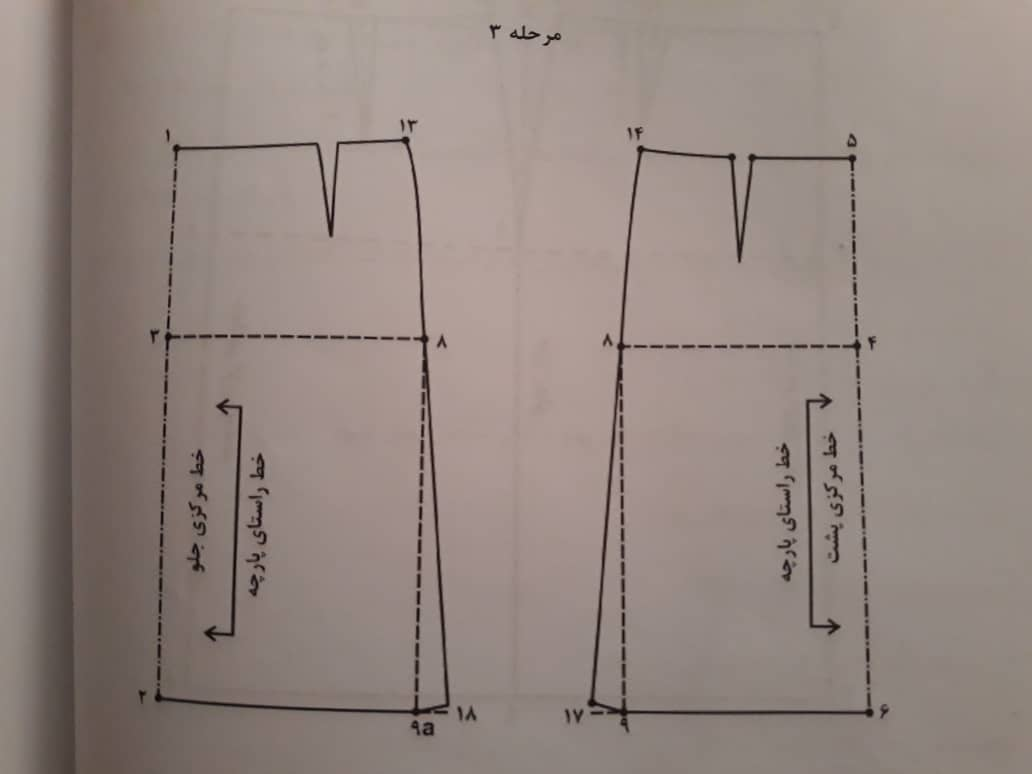 مرحله ۳
۱
۱۳
۱۴
۵
۳
۸
۸
۴
خط مرکزی جلو
خط راستای پارچه
خط راستای پارچه
خط مرکزی پشت
۲
۹a
۱۸
۱۷
۹
۶